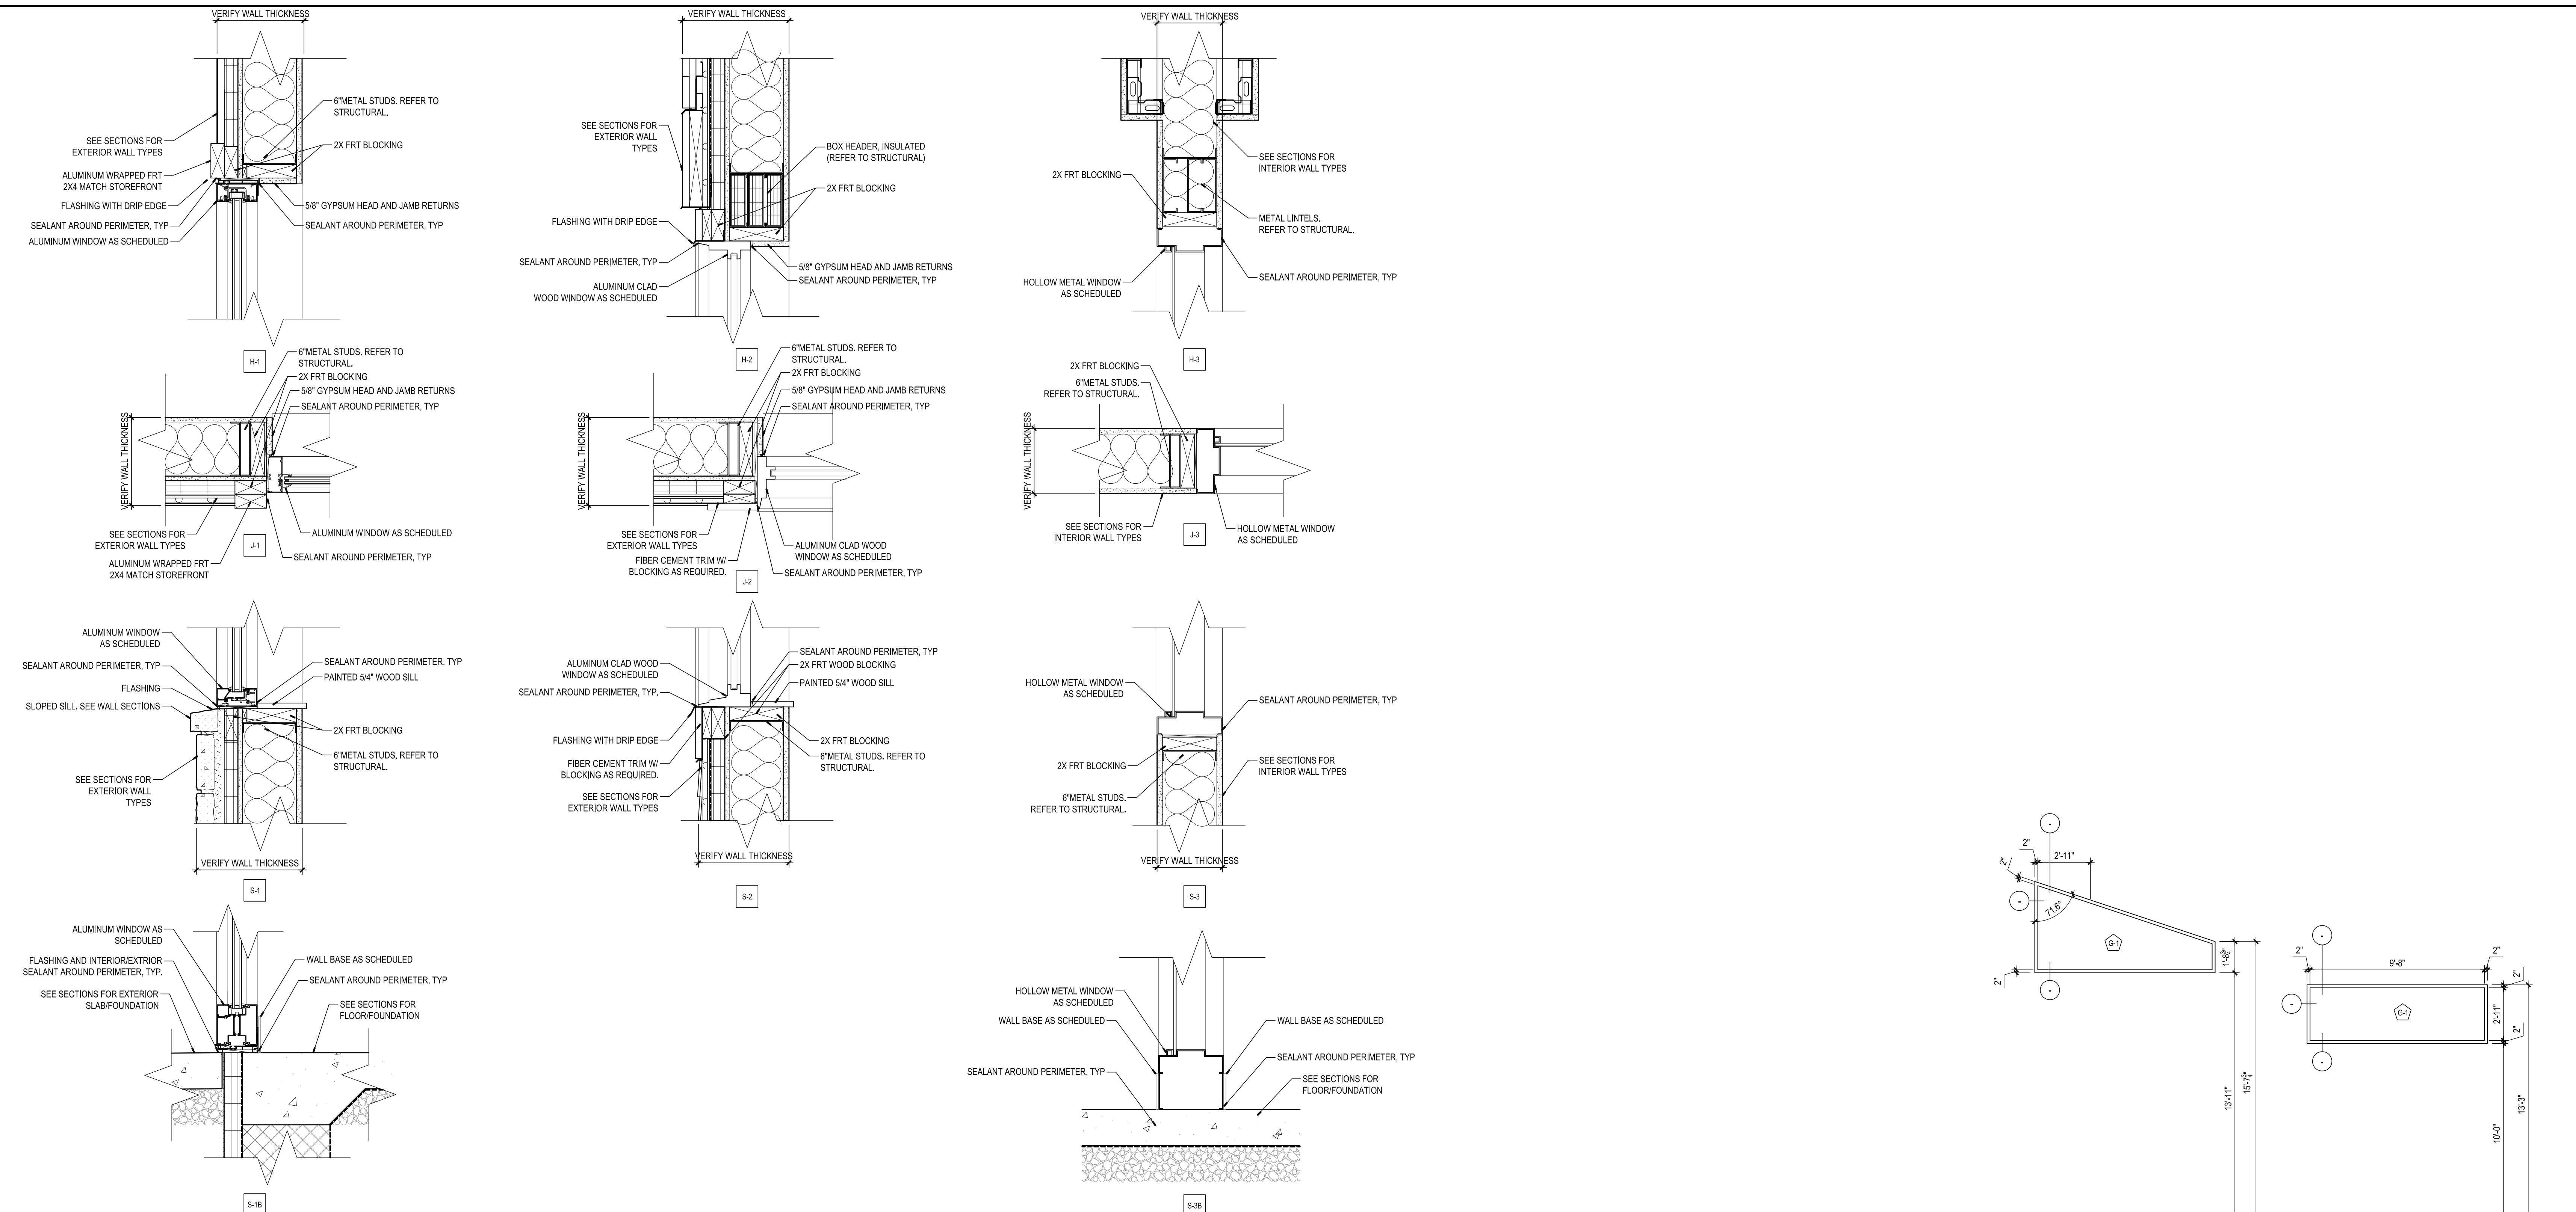 VERIFY WALL THICKNESS
6"METAL STUDS. REFER TO
STRUCTURAL.
SEE SECTIONS FOR
EXTERIOR WALL TYPES
2X FRT BLOCKING
ALUMINUM WRAPPED FRT
2X4 MATCH STOREFRONT
FLASHING WITH DRIP EDGE
5/8" GYPSUM HEAD AND JAMB RETURNS
SEALANT AROUND PERIMETER, TYP
SEALANT AROUND PERIMETER, TYP
ALUMINUM WINDOW AS SCHEDULED
H-1
VERIFY WALL THICKNESS
SEE SECTIONS FOR
EXTERIOR WALL
TYPES
BOX HEADER, INSULATED
(REFER TO STRUCTURAL)
2X FRT BLOCKING
FLASHING WITH DRIP EDGE
SEALANT AROUND PERIMETER, TYP
5/8" GYPSUM HEAD AND JAMB RETURNS
SEALANT AROUND PERIMETER, TYP
ALUMINUM CLAD
WOOD WINDOW AS SCHEDULED
H-2
VERIFY WALL THICKNESS
SEE SECTIONS FOR
INTERIOR WALL TYPES
2X FRT BLOCKING
METAL LINTELS.
REFER TO STRUCTURAL.
HOLLOW METAL WINDOW
AS SCHEDULED
SEALANT AROUND PERIMETER, TYP
H-3
6"METAL STUDS. REFER TO
STRUCTURAL.
2X FRT BLOCKING
5/8" GYPSUM HEAD AND JAMB RETURNS
SEALANT AROUND PERIMETER, TYP
VERIFY WALL THICKNESS
SEE SECTIONS FOR
EXTERIOR WALL TYPES
ALUMINUM WINDOW AS SCHEDULED
SEALANT AROUND PERIMETER, TYP
ALUMINUM WRAPPED FRT
2X4 MATCH STOREFRONT
J-1
6"METAL STUDS. REFER TO
STRUCTURAL.
2X FRT BLOCKING
5/8" GYPSUM HEAD AND JAMB RETURNS
SEALANT AROUND PERIMETER, TYP
VERIFY WALL THICKNESS
SEE SECTIONS FOR
EXTERIOR WALL TYPES
ALUMINUM CLAD WOOD
WINDOW AS SCHEDULED
FIBER CEMENT TRIM W/
BLOCKING AS REQUIRED.
SEALANT AROUND PERIMETER, TYP
J-2
2X FRT BLOCKING
6"METAL STUDS.
REFER TO STRUCTURAL.
VERIFY WALL THICKNESS
SEE SECTIONS FOR
INTERIOR WALL TYPES
HOLLOW METAL WINDOW
AS SCHEDULED
J-3
ALUMINUM WINDOW
AS SCHEDULED
SEALANT AROUND PERIMETER, TYP
SEALANT AROUND PERIMETER, TYP
PAINTED 5/4" WOOD SILL
FLASHING
SLOPED SILL. SEE WALL SECTIONS
2X FRT BLOCKING
6"METAL STUDS. REFER TO
STRUCTURAL.
SEE SECTIONS FOR
EXTERIOR WALL
TYPES
VERIFY WALL THICKNESS
S-1
SEALANT AROUND PERIMETER, TYP
ALUMINUM CLAD WOOD
WINDOW AS SCHEDULED
2X FRT WOOD BLOCKING
PAINTED 5/4" WOOD SILL
SEALANT AROUND PERIMETER, TYP.
FLASHING WITH DRIP EDGE
2X FRT BLOCKING
6"METAL STUDS. REFER TO
STRUCTURAL.
FIBER CEMENT TRIM W/
BLOCKING AS REQUIRED.
SEE SECTIONS FOR
EXTERIOR WALL TYPES
VERIFY WALL THICKNESS
S-2
HOLLOW METAL WINDOW
AS SCHEDULED
SEALANT AROUND PERIMETER, TYP
2X FRT BLOCKING
SEE SECTIONS FOR
INTERIOR WALL TYPES
6"METAL STUDS.
REFER TO STRUCTURAL.
VERIFY WALL THICKNESS
S-3
ALUMINUM WINDOW AS
SCHEDULED
FLASHING AND INTERIOR/EXTRIOR
SEALANT AROUND PERIMETER, TYP.
WALL BASE AS SCHEDULED
SEALANT AROUND PERIMETER, TYP
SEE SECTIONS FOR EXTERIOR
SLAB/FOUNDATION
SEE SECTIONS FOR
FLOOR/FOUNDATION
S-1B
HOLLOW METAL WINDOW
AS SCHEDULED
WALL BASE AS SCHEDULED
WALL BASE AS SCHEDULED
SEALANT AROUND PERIMETER, TYP
SEALANT AROUND PERIMETER, TYP
SEE SECTIONS FOR
FLOOR/FOUNDATION
S-3B
-
2"
2'-11"
2"
-
71.6°
G-1
2"
-
1'-8¾"
13'-11"
15'-7¾"
-
2"
9'-8"
2"
2"
-
G-1
2'-11"
2"
-
10'-0"
13'-3"